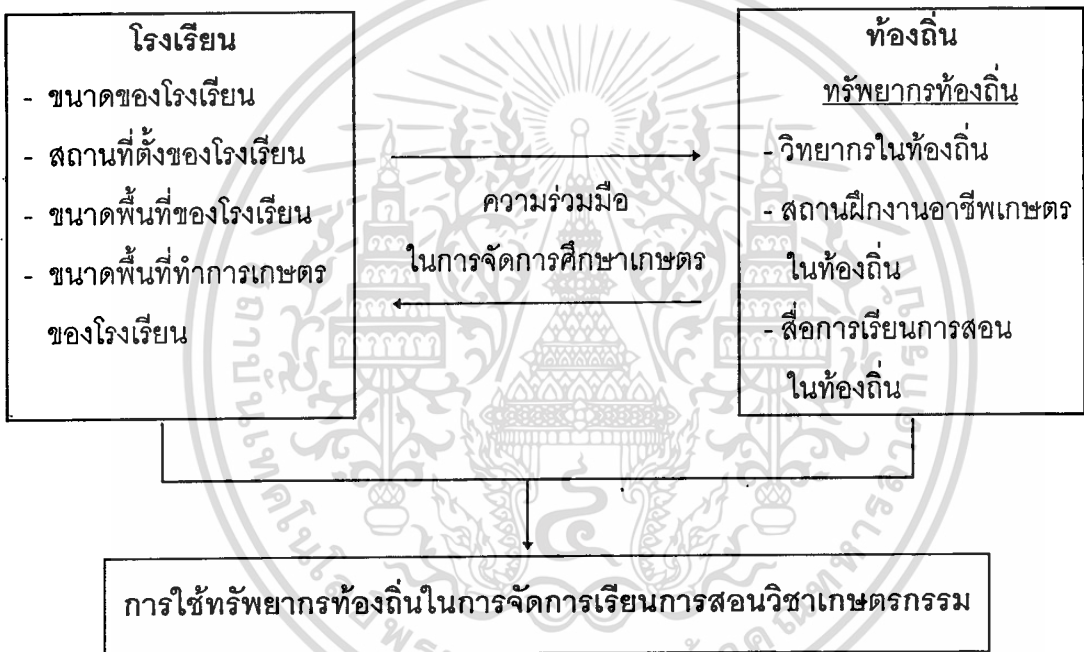 โรงเรียน
- ขนาดของโรงเรียน
- สถานที่ตั้งของโรงเรียน
- ขนาดพื้นที่ของโรงเรียน
- ขนาดพื้นที่ทำการเกษตร
ของโรงเรียน
ความร่วมมือ
ในการจัดการศึกษาเกษตร
ท้องถิ่น
ทรัพยากรท้องถิ่น
- วิทยากรในท้องถิ่น
- สถานฝึกงานอาชีพเกษตร
ในท้องถิ่น
- สื่อการเรียนการสอน
ในท้องถิ่น
การใช้ทรัพยากรท้องถิ่นในการจัดการเรียนการสอนวิชาเกษตรกรรม